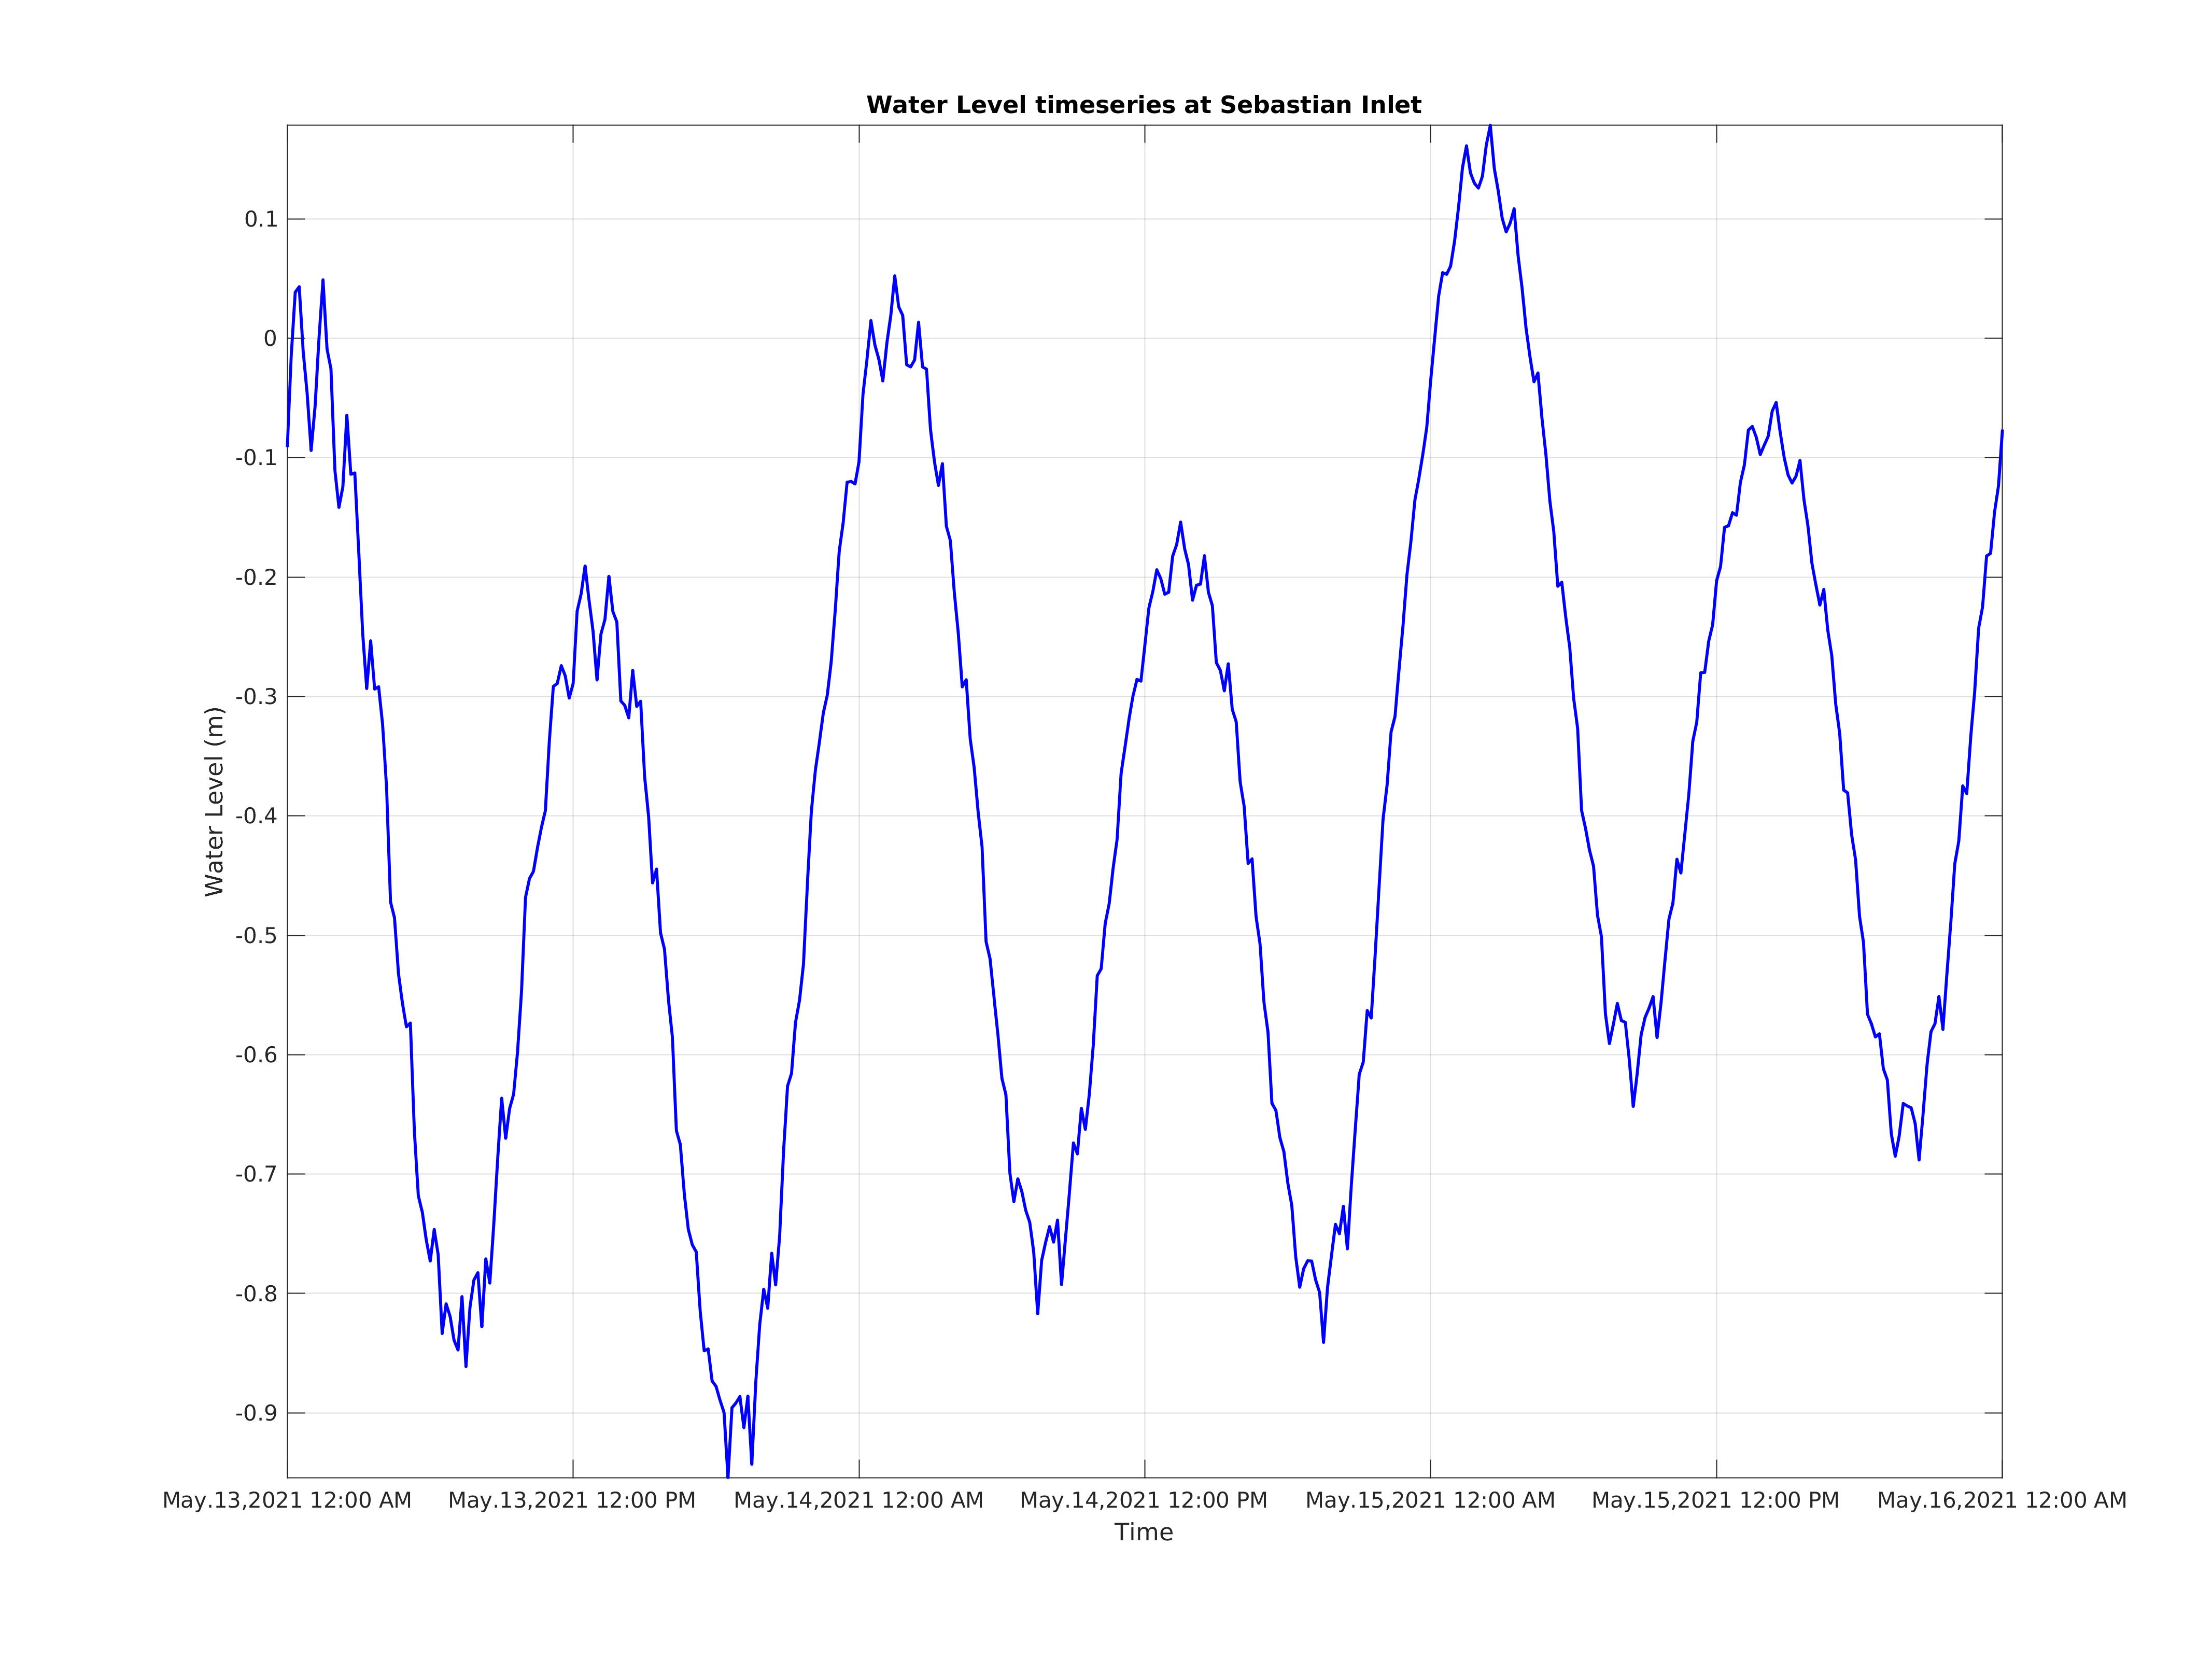 Water Level timeseries at Sebastian Inlet
0.1
0
-0.1
-0.2
-0.3
-0.4
-0.5
-0.6
-0.7
-0.8
-0.9
Water Level (m)
May.13,2021 12:00 AM
May.13,2021 12:00 PM
May.14,2021 12:00 AM
May.14,2021 12:00 PM
May.15,2021 12:00 AM
May.15,2021 12:00 PM
May.16,2021 12:00 AM
Time